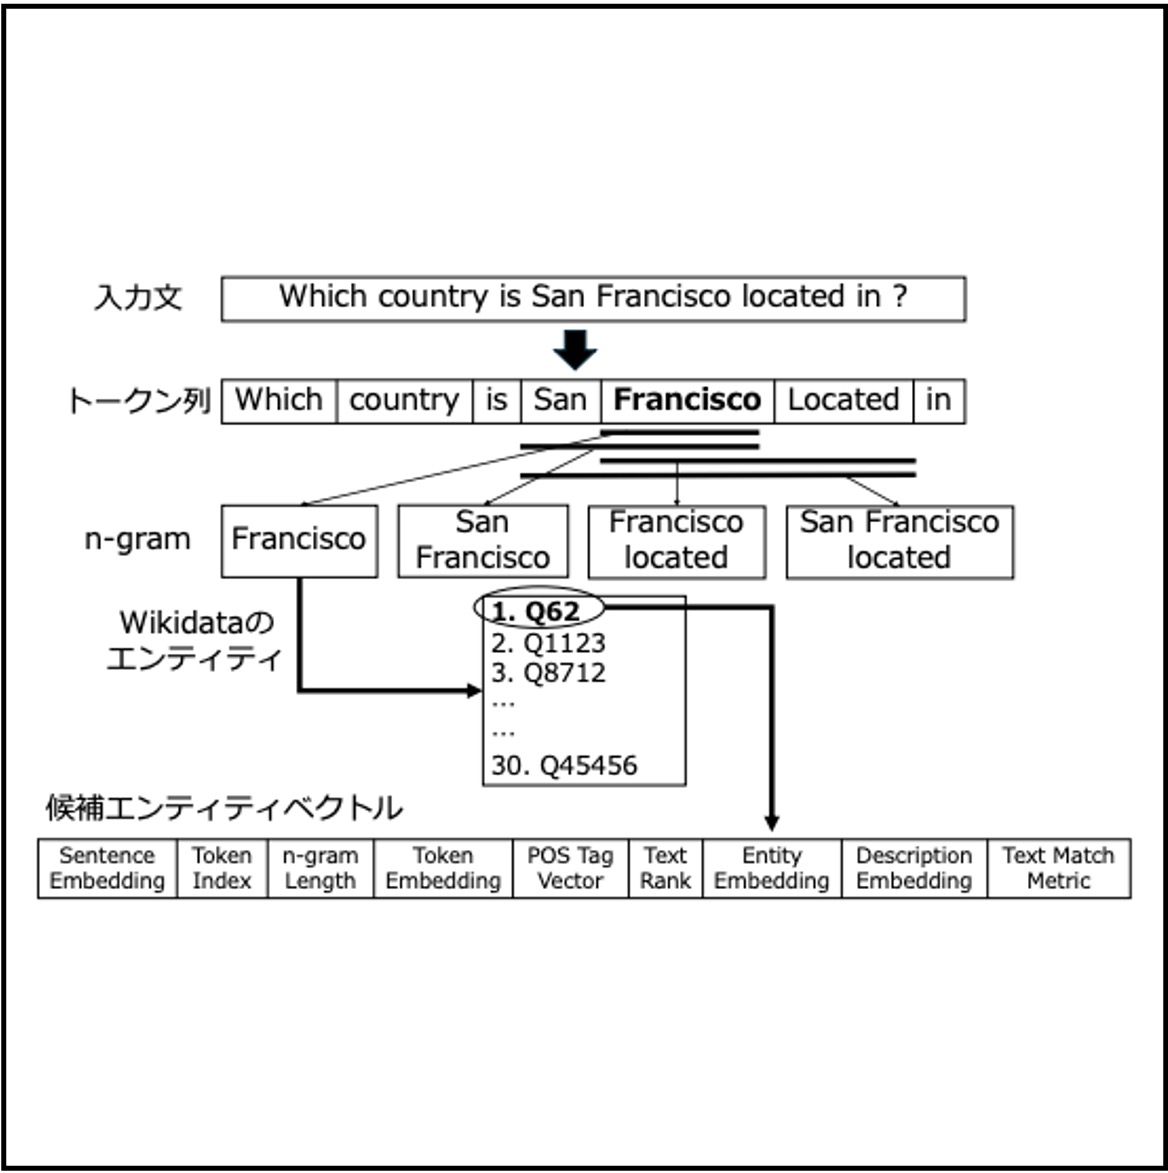 入力文
Which country is San Francisco located in ?
トークン列
Which country is San Francisco Located in
n-gram
Francisco
San
Francisco
Francisco
located
San Francisco
located
Wikidataの
エンティティ
1. Q62
2. Q1123
3. Q8712
...
...
30. Q45456
候補エンティティベクトル
Sentence
Embedding
Token
Index
n-gram
Length
Token
Embedding
POS Tag
Vector
Text
Rank
Entity
Embedding
Description
Embedding
Text Match
Metric